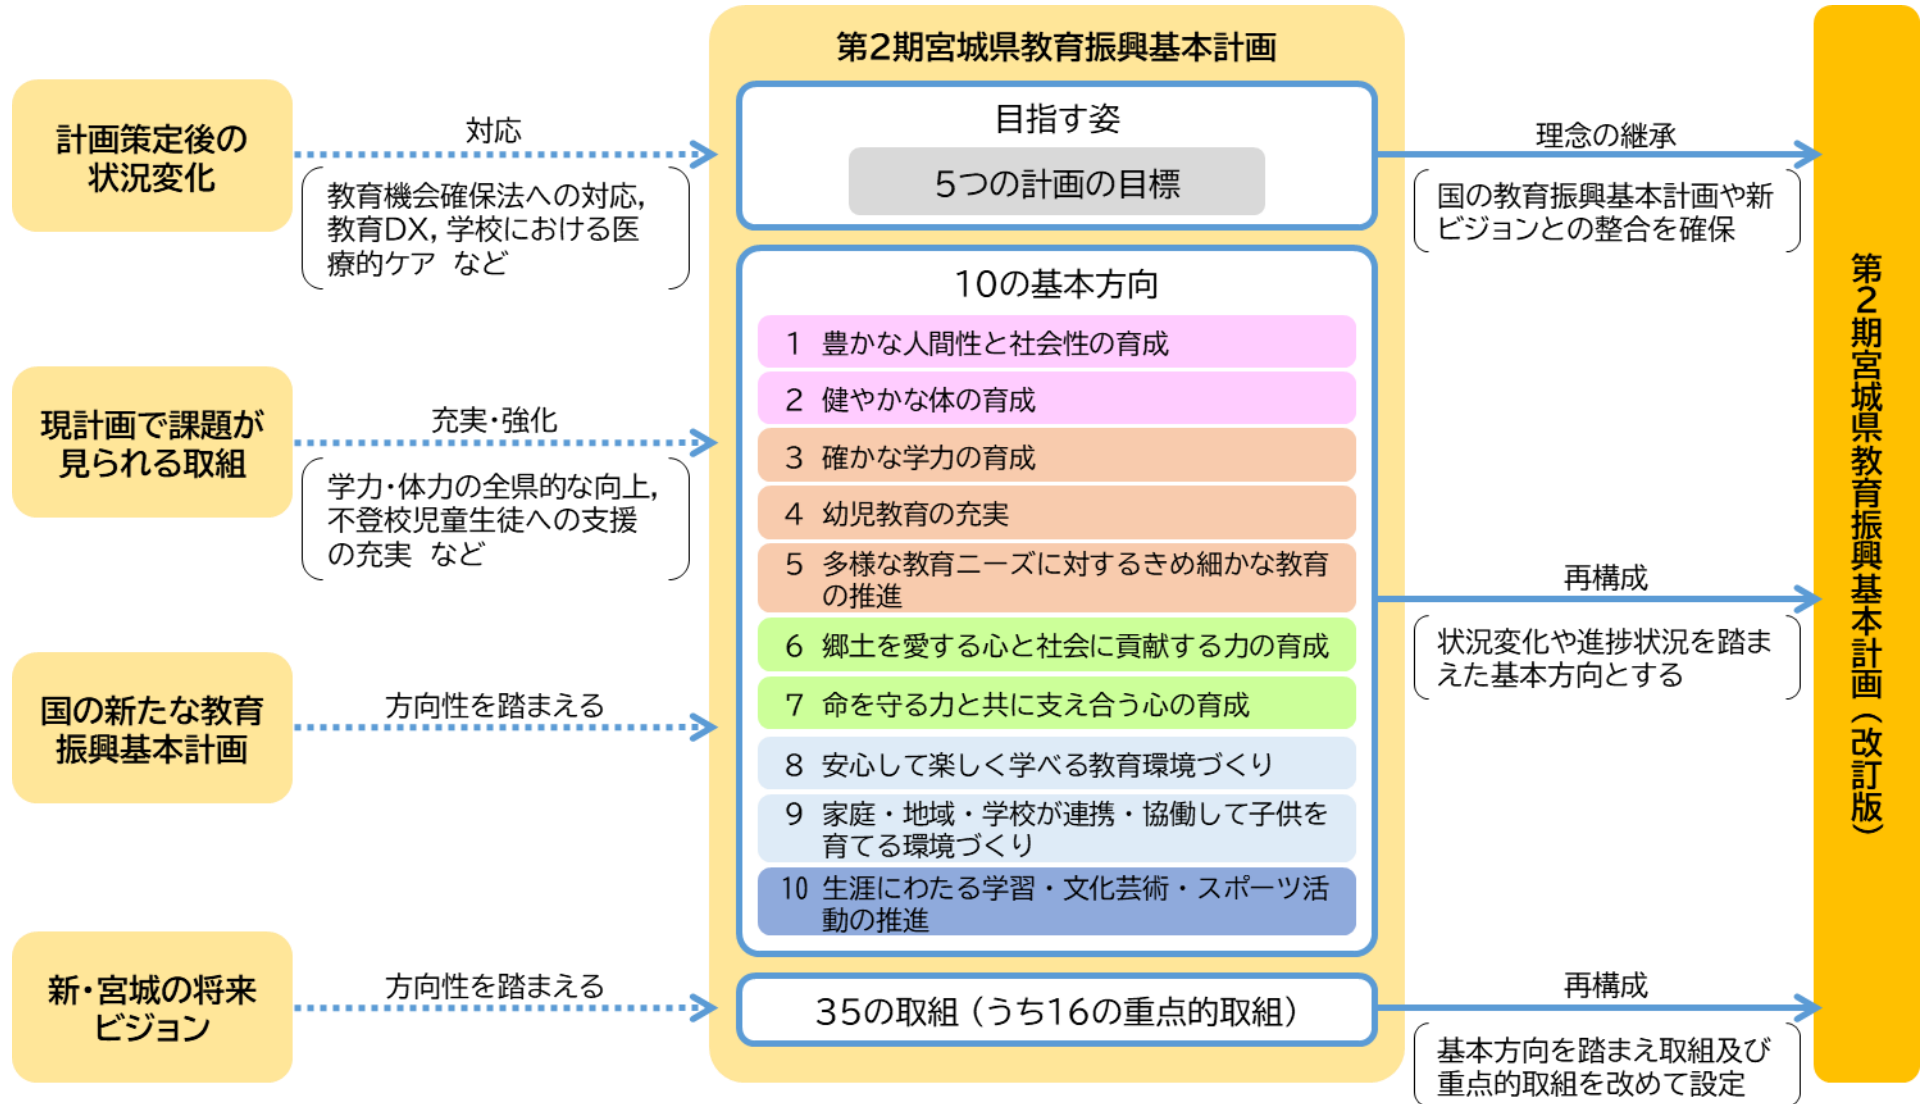 計画策定後の
状況変化
対応
教育機会確保法への対応,
教育DX, 学校における医
療的ケア など
現計画で課題が
見られる取組
充実・強化
学力・体力の全県的な向上,
不登校児童生徒への支援
の充実 など
国の新たな教育
振興基本計画
方向性を踏まえる
新・宮城の将来
ビジョン
方向性を踏まえる
第2期宮城県教育振興基本計画
目指す姿
5つの計画の目標
10の基本方向
1 豊かな人間性と社会性の育成
2 健やかな体の育成
3 確かな学力の育成
4 幼児教育の充実
5 多様な教育ニーズに対するきめ細かな教育
の推進
6 郷土を愛する心と社会に貢献する力の育成
7 命を守る力と共に支え合う心の育成
8 安心して楽しく学べる教育環境づくり
9 家庭・地域・学校が連携・協働して子供を
育てる環境づくり
10 生涯にわたる学習・文化芸術・スポーツ活
動の推進
35の取組（うち16の重点的取組）
理念の継承
国の教育振興基本計画や新
ビジョンとの整合を確保
再構成
状況変化や進捗状況を踏ま
えた基本方向とする
再構成
基本方向を踏まえ取組及び
重点的取組を改めて設定
第2期宮城県教育振興基本計画（改訂版）